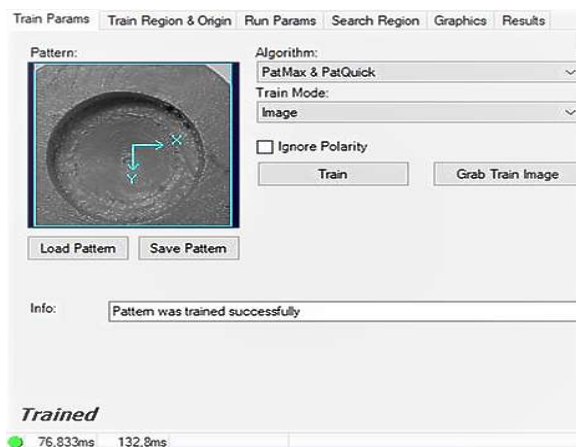 Train Params Train Region & Origin Run Params Search Region Graphics Results
Pattern:
X
Y
Load Pattern Save Pattern
Algorithm:
PatMax & PatQuick
Train Mode:
Image
Ignore Polarity
Train Grab Train Image
Info: Pattern was trained successfully
Trained
76.833ms 132.8ms